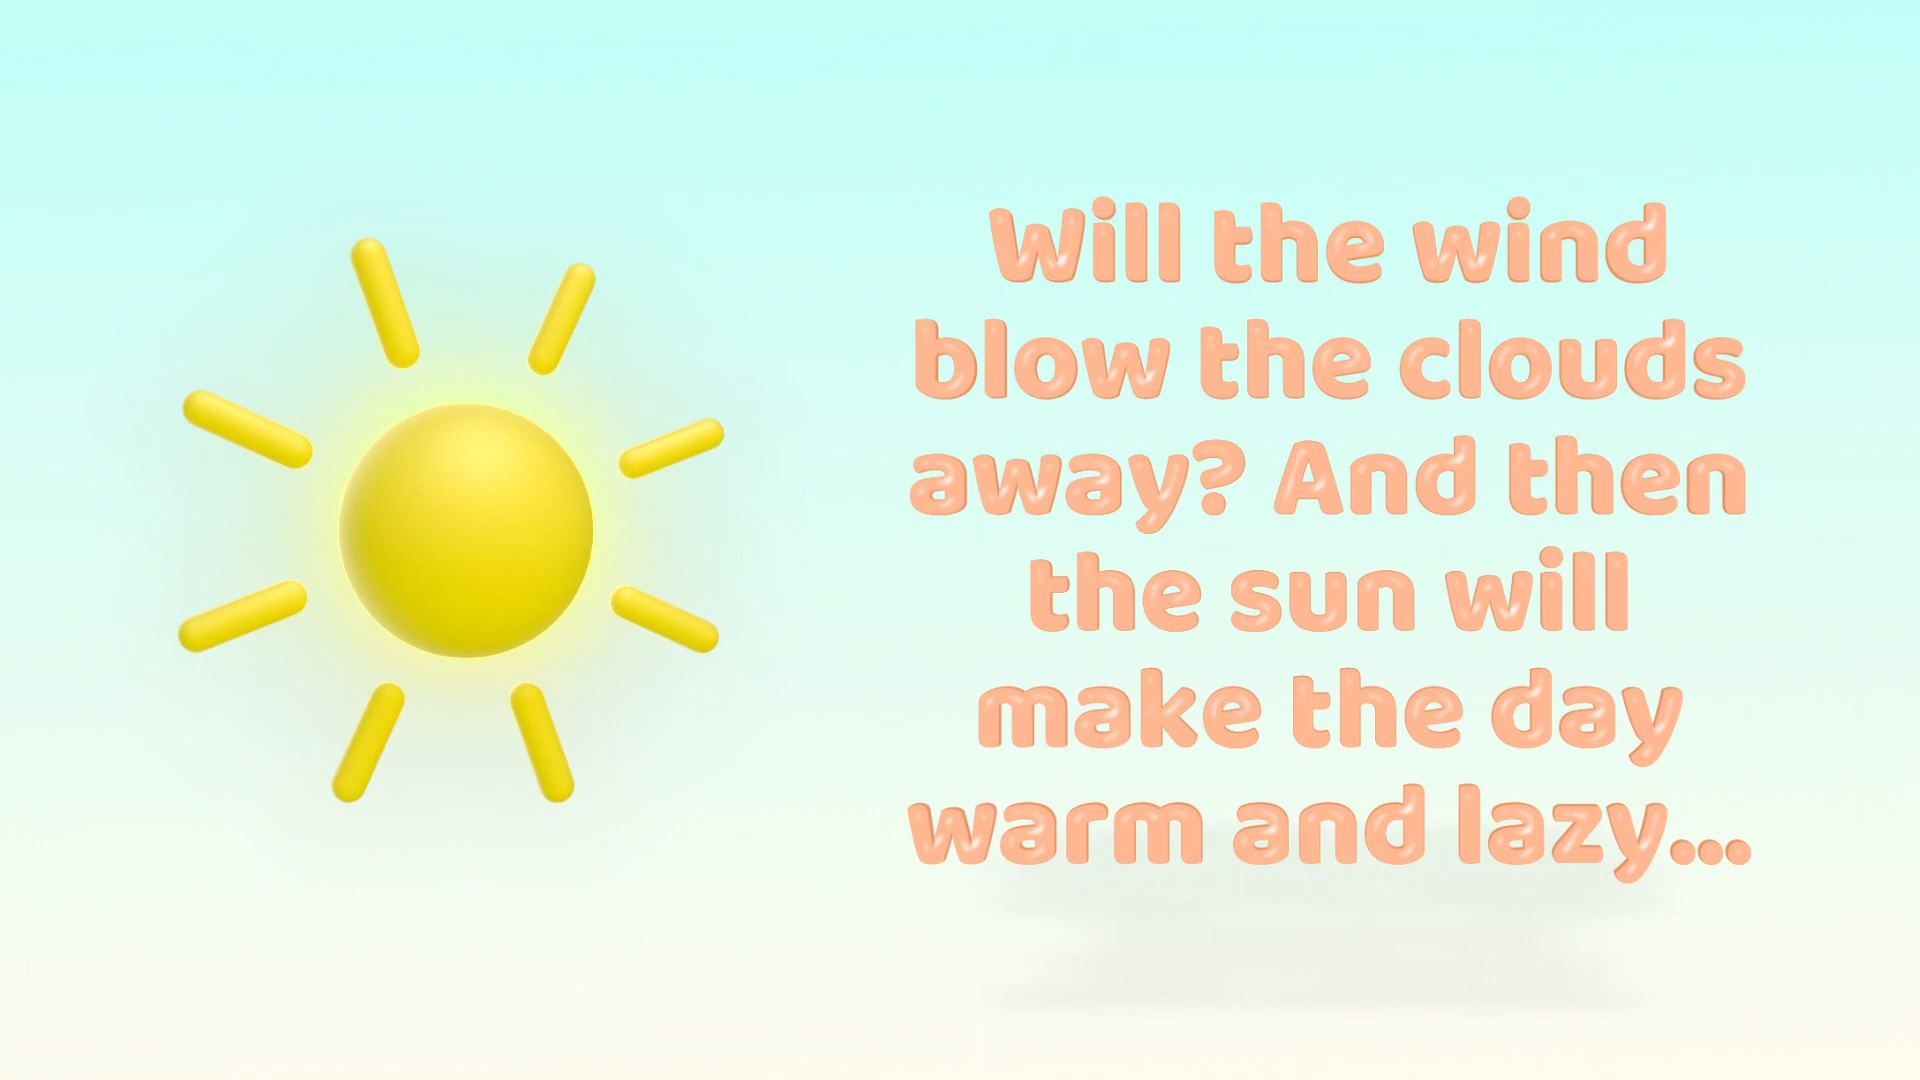 Will the wind
blow the clouds
away? And then
the sun will
make the day
warm and lazy...